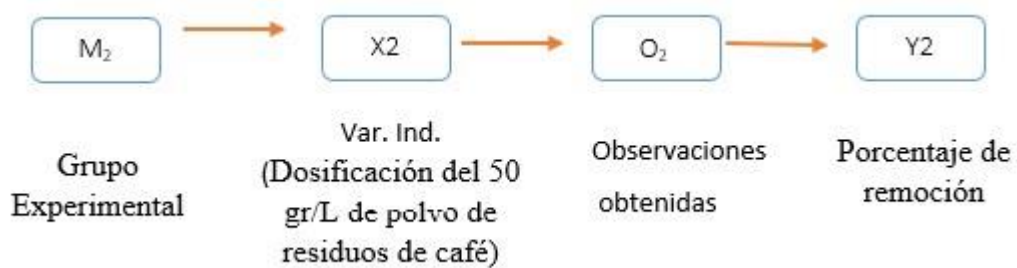 M₂
X2
O₂
Y2
Grupo
Experimental
Var. Ind.
(Dosificación del 50
gr/L de polvo de
residuos de café)
Observaciones
obtenidas
Porcentaje de
remoción